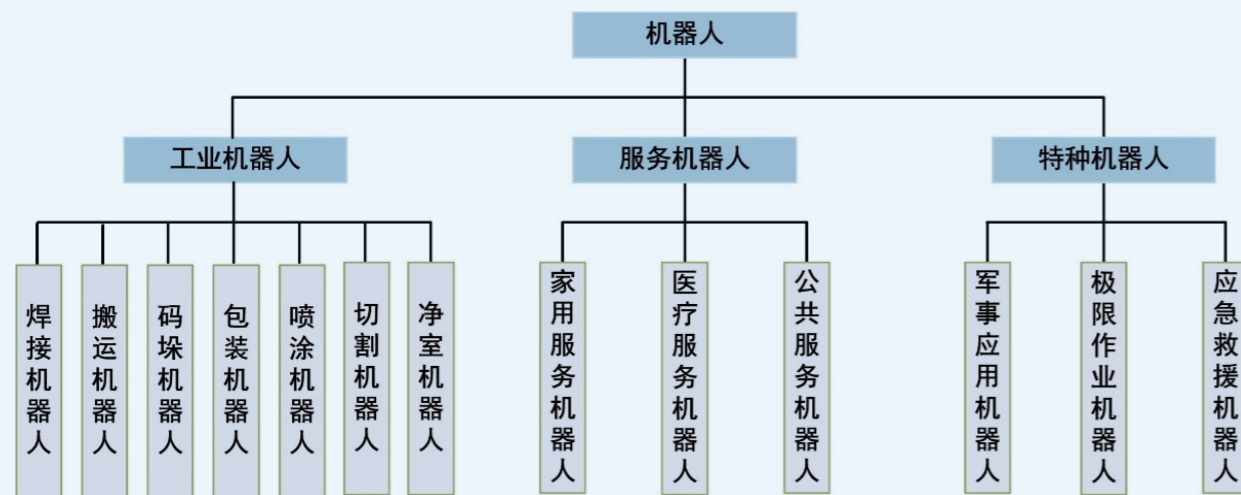 机器人
工业机器人
服务机器人
特种机器人
焊接机器人
搬运机器人
码垛机器人
包装机器人
喷涂机器人
切割机器人
净室机器人
家用服务机器人
医疗服务机器人
公共服务机器人
军事应用机器人
极限作业机器人
应急救援机器人